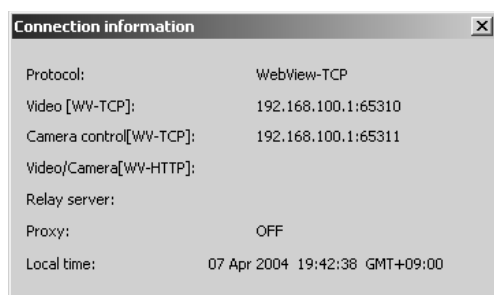 Connection information
Protocol: WebView-TCP
Video [WV-TCP]: 192.168.100.1:65310
Camera control[WV-TCP]: 192.168.100.1:65311
Video/Camera[WV-HTTP]:
Relay server:
Proxy: OFF
Local time: 07 Apr 2004 19:42:38 GMT+09:00